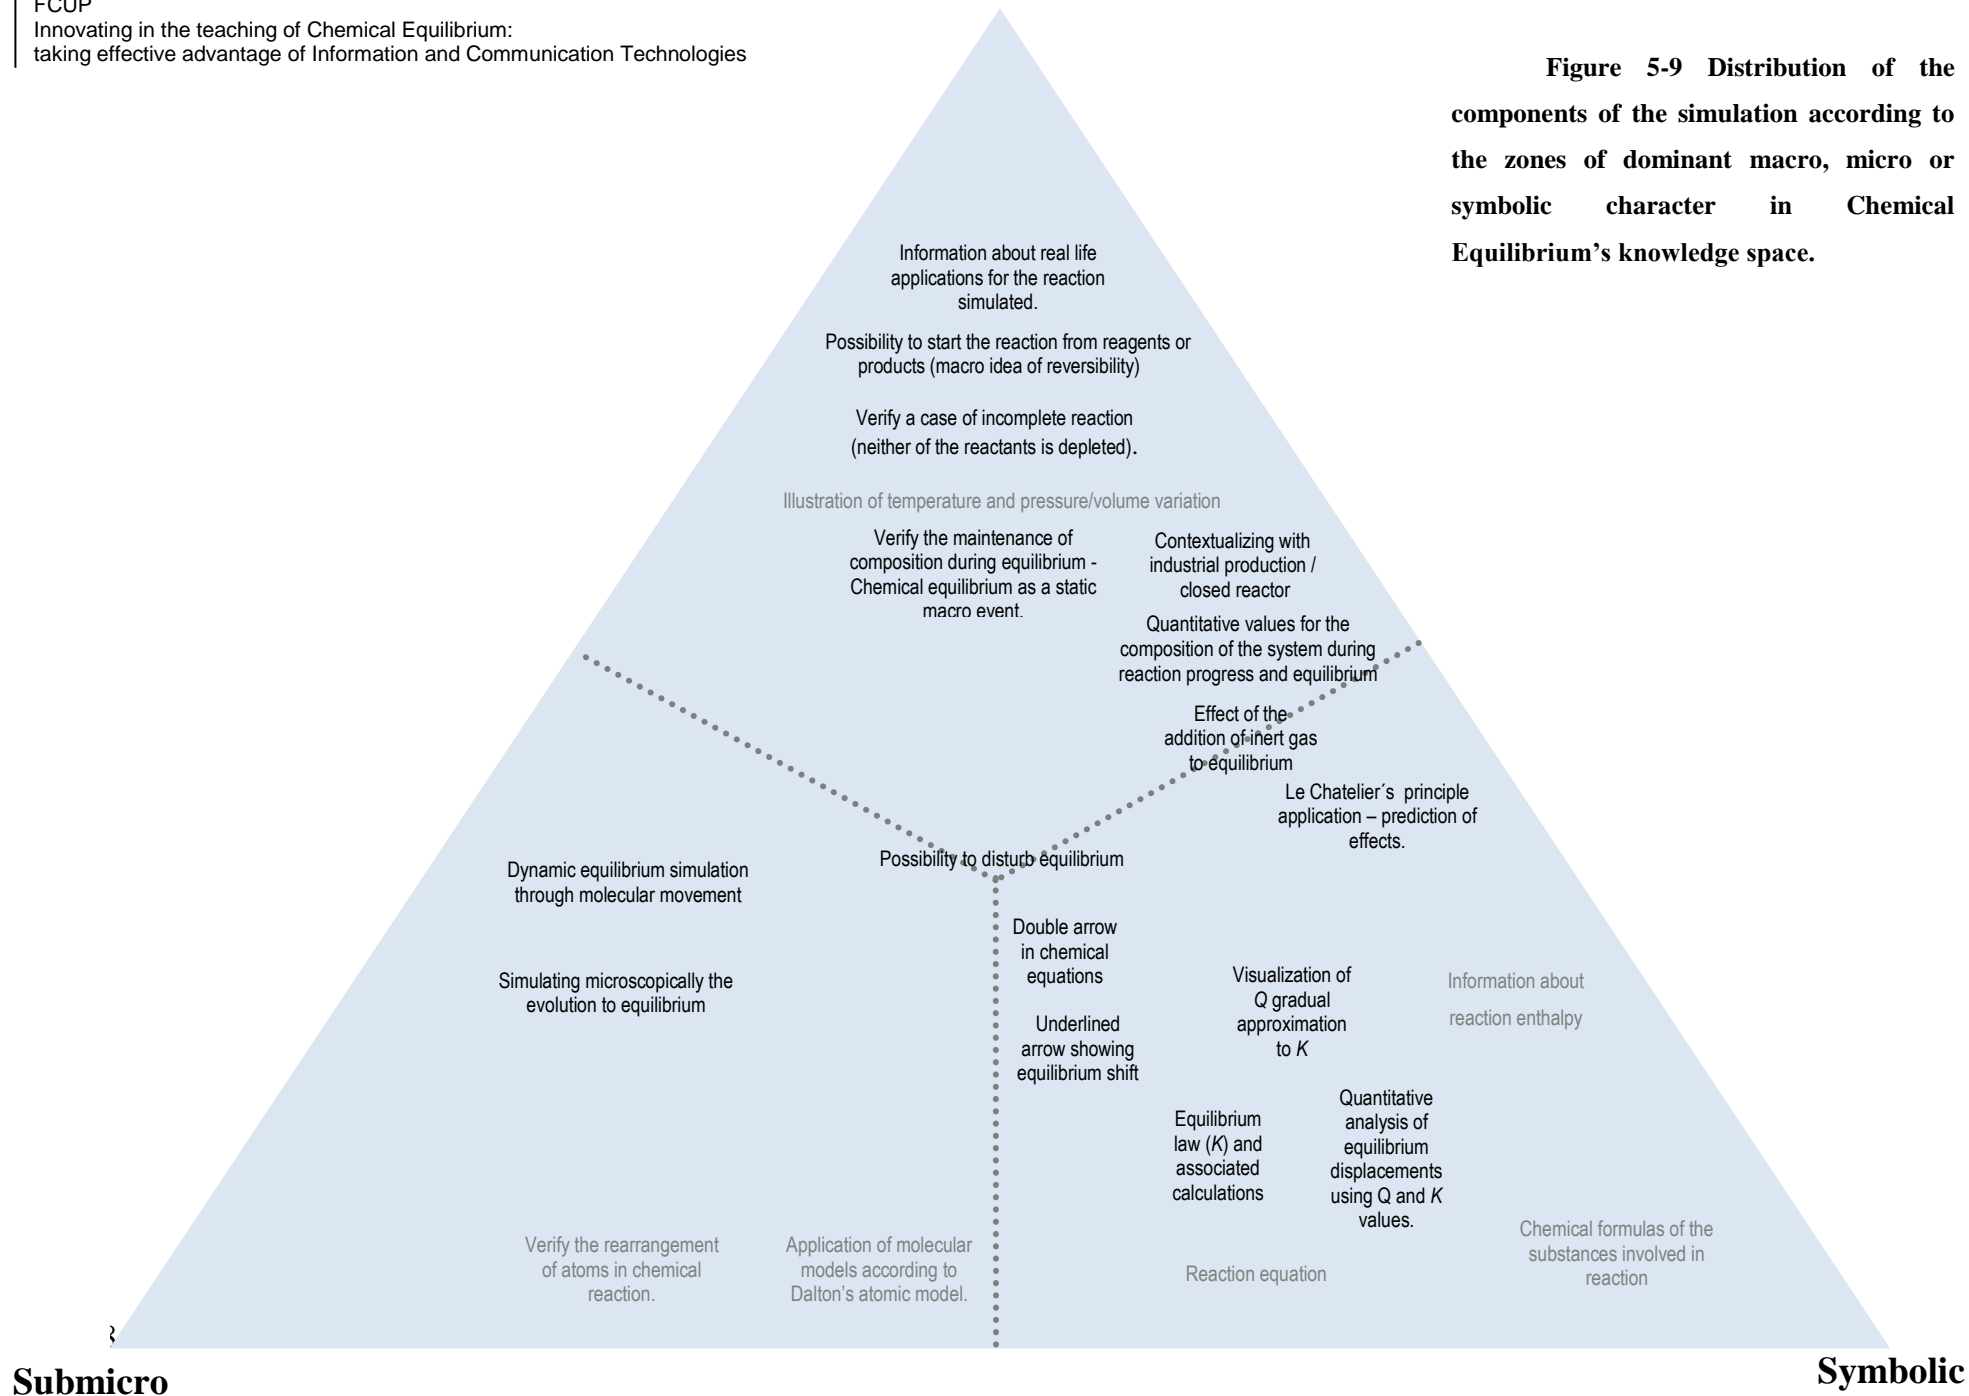 FCUP
Innovating in the teaching of Chemical Equilibrium:
taking effective advantage of Information and Communication Technologies
Figure 5-9 Distribution of the
components of the simulation according to
the zones of dominant macro, micro or
symbolic character in Chemical
Equilibrium’s knowledge space.
Information about real life
applications for the reaction
simulated.
Possibility to start the reaction from reagents or
products (macro idea of reversibility)
Verify a case of incomplete reaction
(neither of the reactants is depleted).
Illustration of temperature and pressure/volume variation
Verify the maintenance of
composition during equilibrium -
Chemical equilibrium as a static
macro event.
Contextualizing with
industrial production /
closed reactor
Quantitative values for the
composition of the system during
reaction progress and equilibrium
Effect of the
addition of inert gas
to equilibrium
Le Chatelier´s principle
application – prediction of
effects.
Possibility to disturb equilibrium
Dynamic equilibrium simulation
through molecular movement
Simulating microscopically the
evolution to equilibrium
Double arrow
in chemical
equations
Underlined
arrow showing
equilibrium shift
Visualization of
Q gradual
approximation
to K
Information about
reaction enthalpy
Equilibrium
law (K) and
associated
calculations
Quantitative
analysis of
equilibrium
displacements
using Q and K
values.
Verify the rearrangement
of atoms in chemical
reaction.
Application of molecular
models according to
Dalton’s atomic model.
Reaction equation
Chemical formulas of the
substances involved in
reaction
Submicro
Symbolic